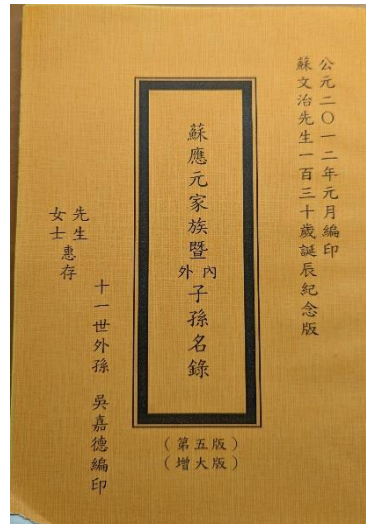 公元二〇一二年元月編印
蘇文治先生一百三十歲誕辰紀念版
蘇應元家族暨內外子孫名錄
（第五版）
（增大版）
先生
女士
惠存
十一世外孫　吳嘉德編印